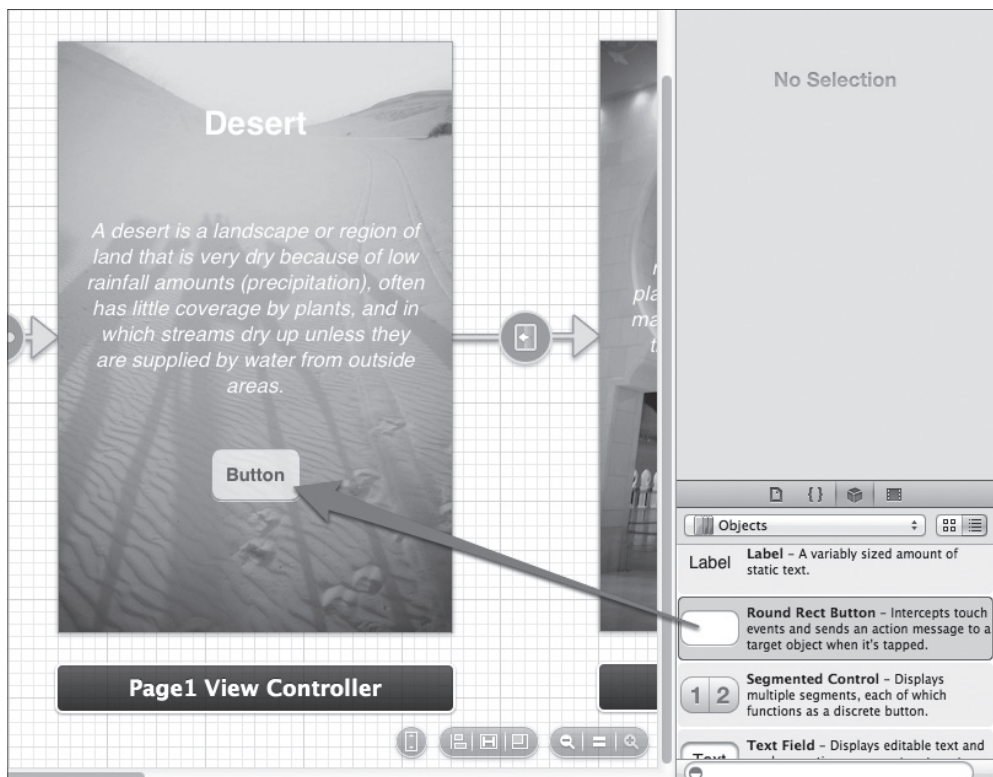 Desert
A desert is a landscape or region of
land that is very dry because of low
rainfall amounts (precipitation), often
has little coverage by plants, and in
which streams dry up unless they
are supplied by water from outside
areas.
Button
Page1 View Controller
pla
ma
No Selection
{}
Objects
Label
Label – A variably sized amount of
static text.
Round Rect Button – Intercepts touch
events and sends an action message to a
target object when it's tapped.
1 2
Segmented Control – Displays
multiple segments, each of which
functions as a discrete button.
Text
Text Field – Displays editable text and